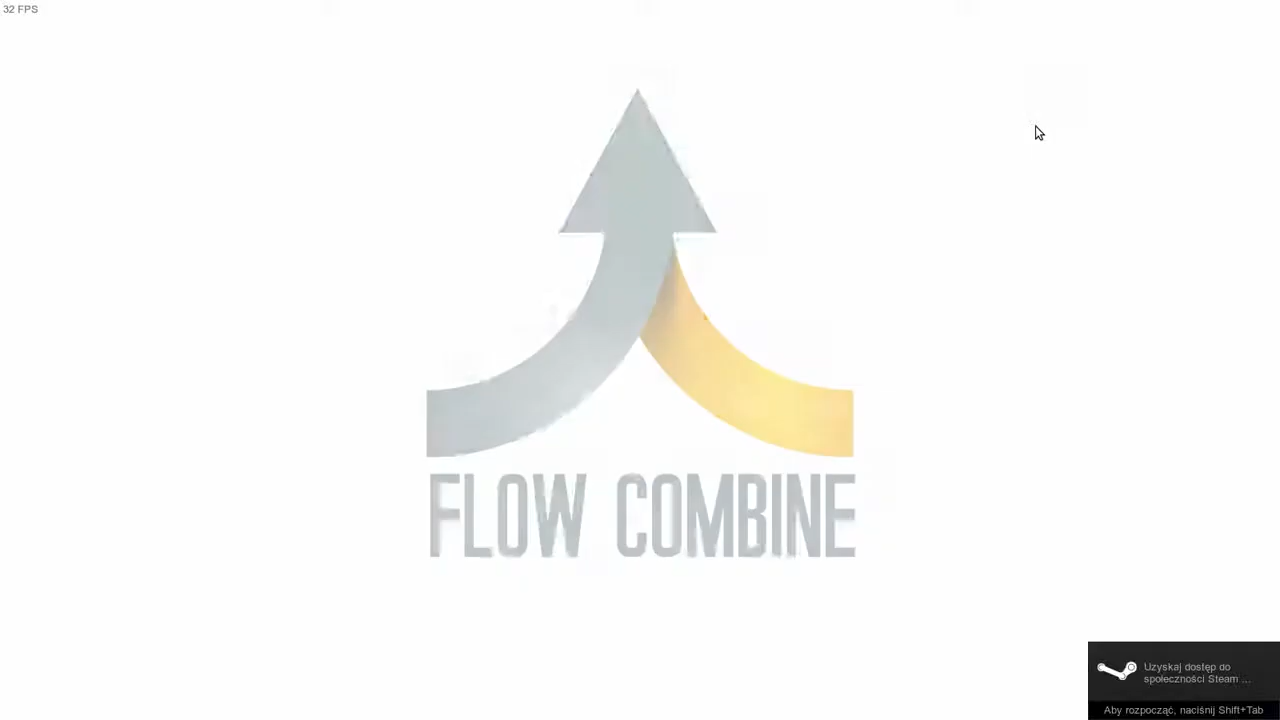 32 FPS
FLOW COMBINE
Uzyskaj dostęp do
społeczności Steam ...
Aby rozpocząć, naciśnij Shift+Tab